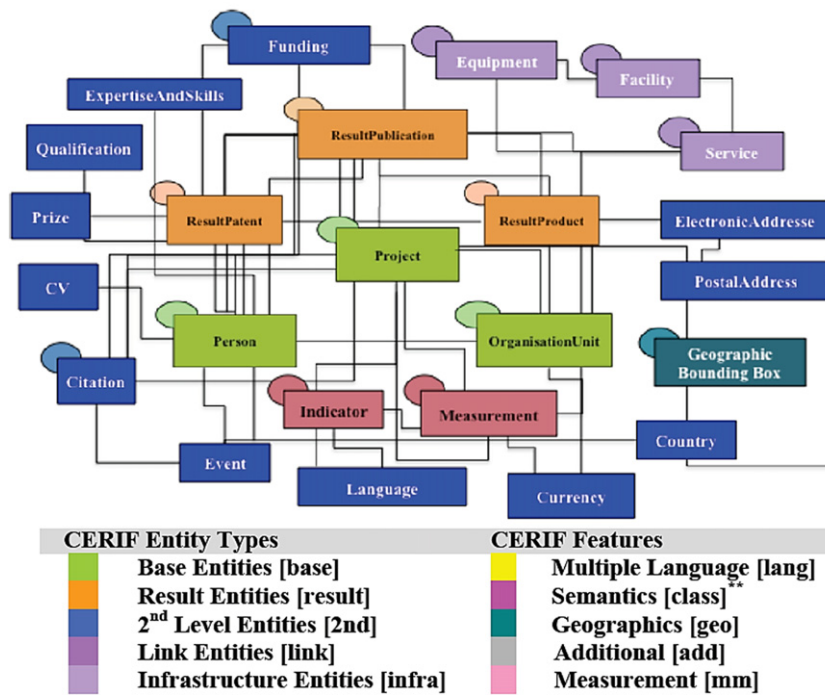 Funding
Equipment
Facility
ExpertiseAndSkills
ResultPublication
Qualification
Service
Prize
ResultPatent
ResultProduct
ElectronicAddresse
Project
CV
PostalAddress
Person
OrganisationUnit
Geographic
Bounding Box
Citation
Indicator
Measurement
Country
Event
Language
Currency
CERIF Entity Types
Base Entities [base]
Result Entities [result]
2nd Level Entities [2nd]
Link Entities [link]
Infrastructure Entities [infra]
CERIF Features
Multiple Language [lang]
Semantics [class]**
Geographics [geo]
Additional [add]
Measurement [mm]